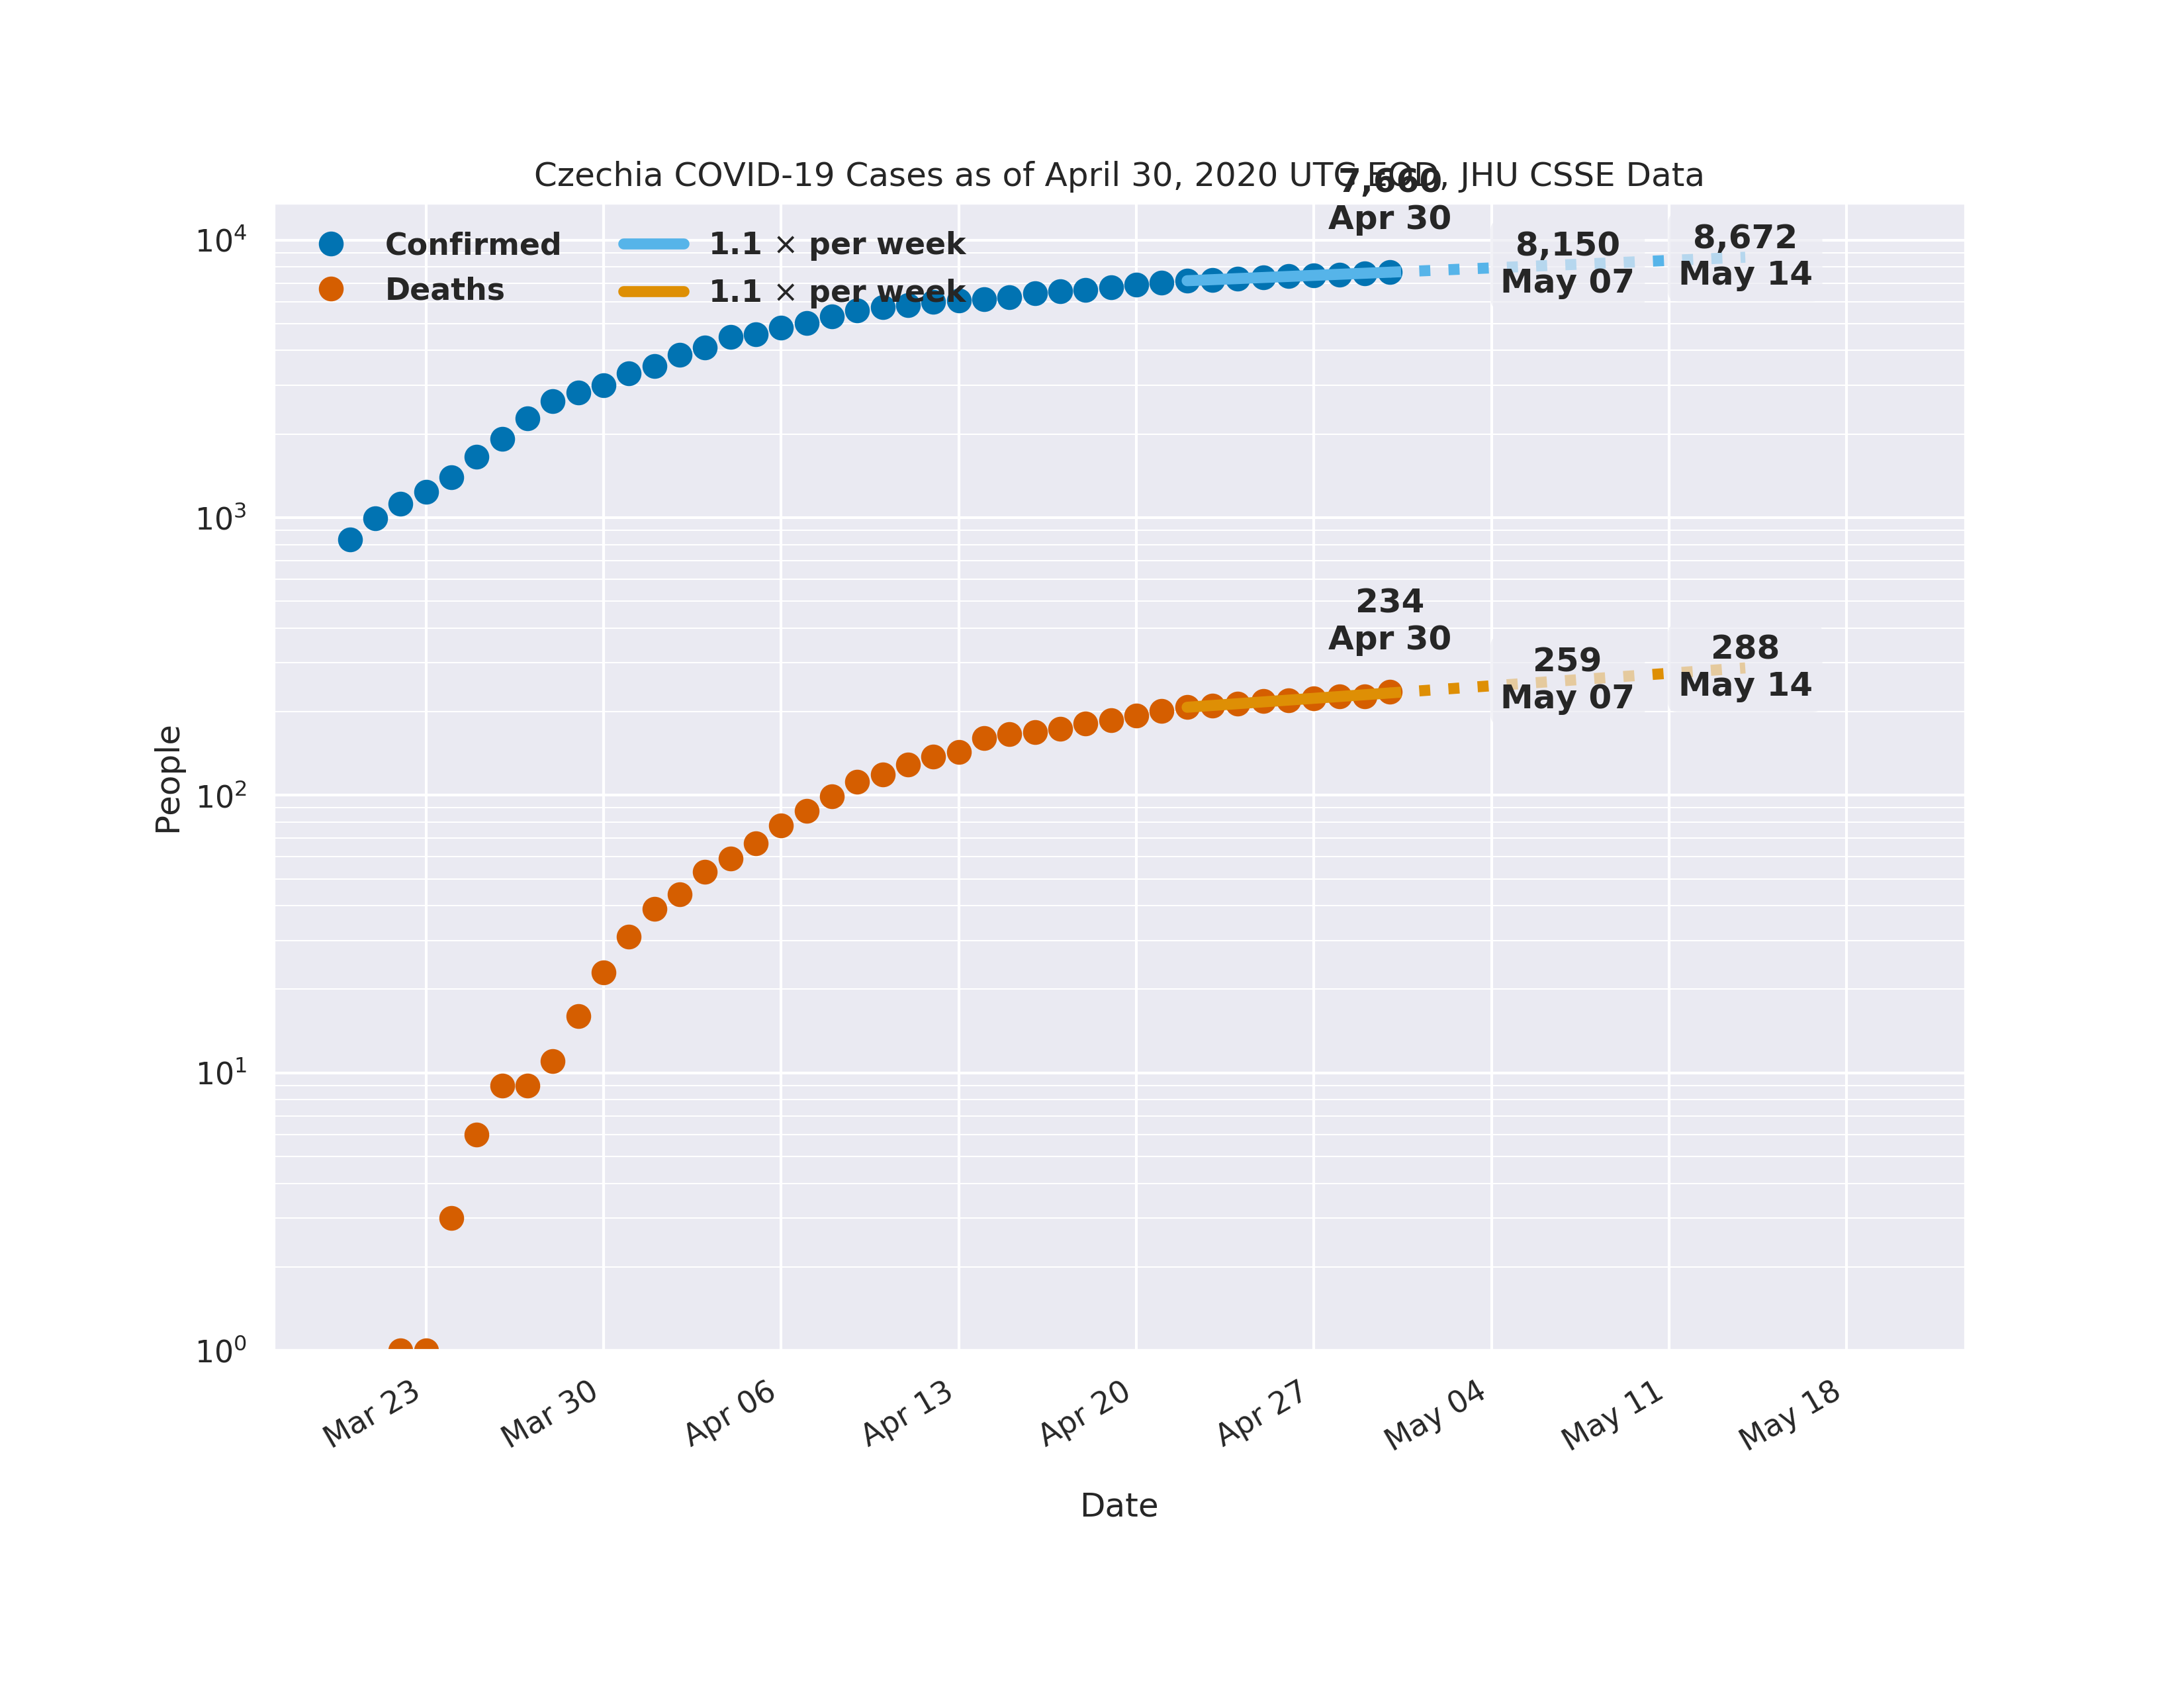 Czechia COVID-19 Cases as of April 30, 2020 UTC EOD, JHU CSSE Data
7,660
Apr 30
8,150
May 07
8,672
May 14
Confirmed
Deaths
1.1 × per week
1.1 × per week
234
Apr 30
259
May 07
288
May 14
People
10⁴
10³
10²
10¹
10⁰
Mar 23
Mar 30
Apr 06
Apr 13
Apr 20
Apr 27
May 04
May 11
May 18
Date